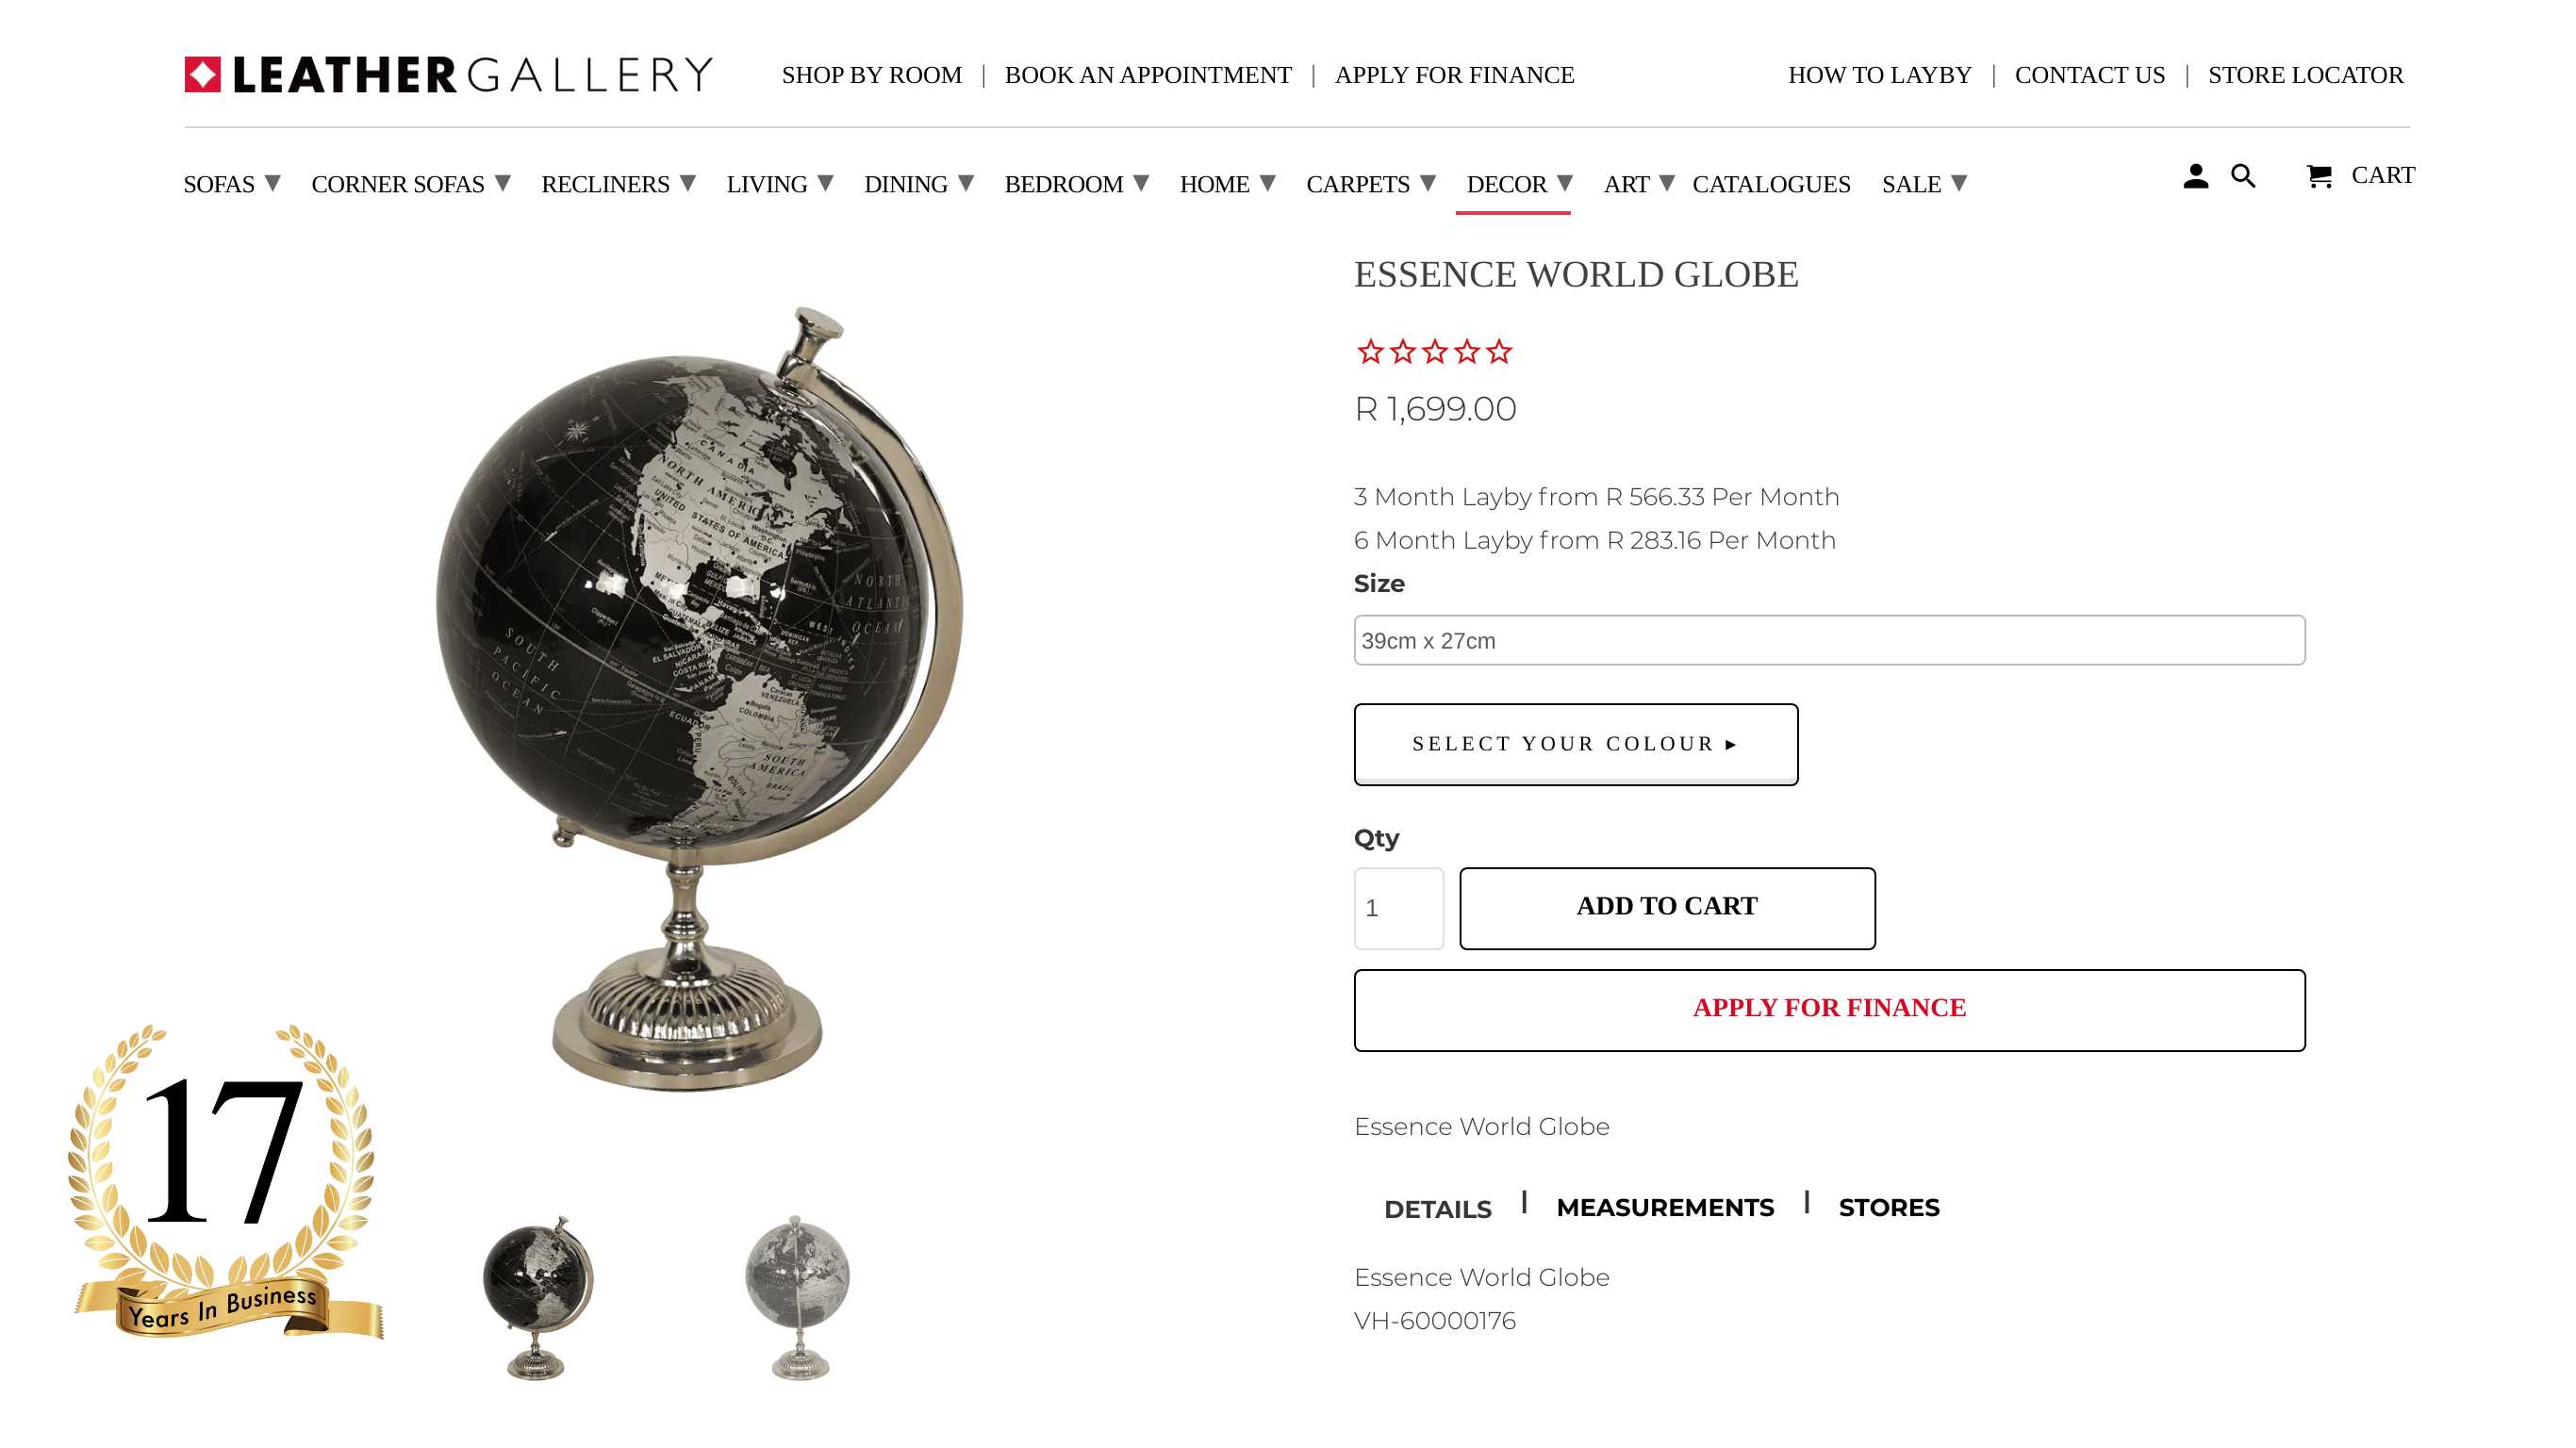 LEATHERGALLERY
SHOP BY ROOM | BOOK AN APPOINTMENT | APPLY FOR FINANCE
HOW TO LAYBY | CONTACT US | STORE LOCATOR
SOFAS ▼ CORNER SOFAS ▼ RECLINERS ▼ LIVING ▼ DINING ▼ BEDROOM ▼ HOME ▼ CARPETS ▼ DECOR ▼ ART ▼ CATALOGUES SALE ▼
CART
ESSENCE WORLD GLOBE
R 1,699.00
3 Month Layby from R 566.33 Per Month
6 Month Layby from R 283.16 Per Month
Size
39cm x 27cm
SELECT YOUR COLOUR ▸
Qty
1
ADD TO CART
APPLY FOR FINANCE
Essence World Globe
DETAILS | MEASUREMENTS | STORES
Essence World Globe
VH-60000176
CANADA
NORTH AMERICA
UNITED STATES OF AMERICA
NORTH
ATLANTIC
OCEAN
WEST INDIES
SOUTH
PACIFIC
OCEAN
EL SALVADOR
NICARAGUA
COSTA RICA
PANAMA
VENEZUELA
Bogota
COLOMBIA
ECUADOR
PERU
SOUTH
AMERICA
BRAZIL
17
Years In Business